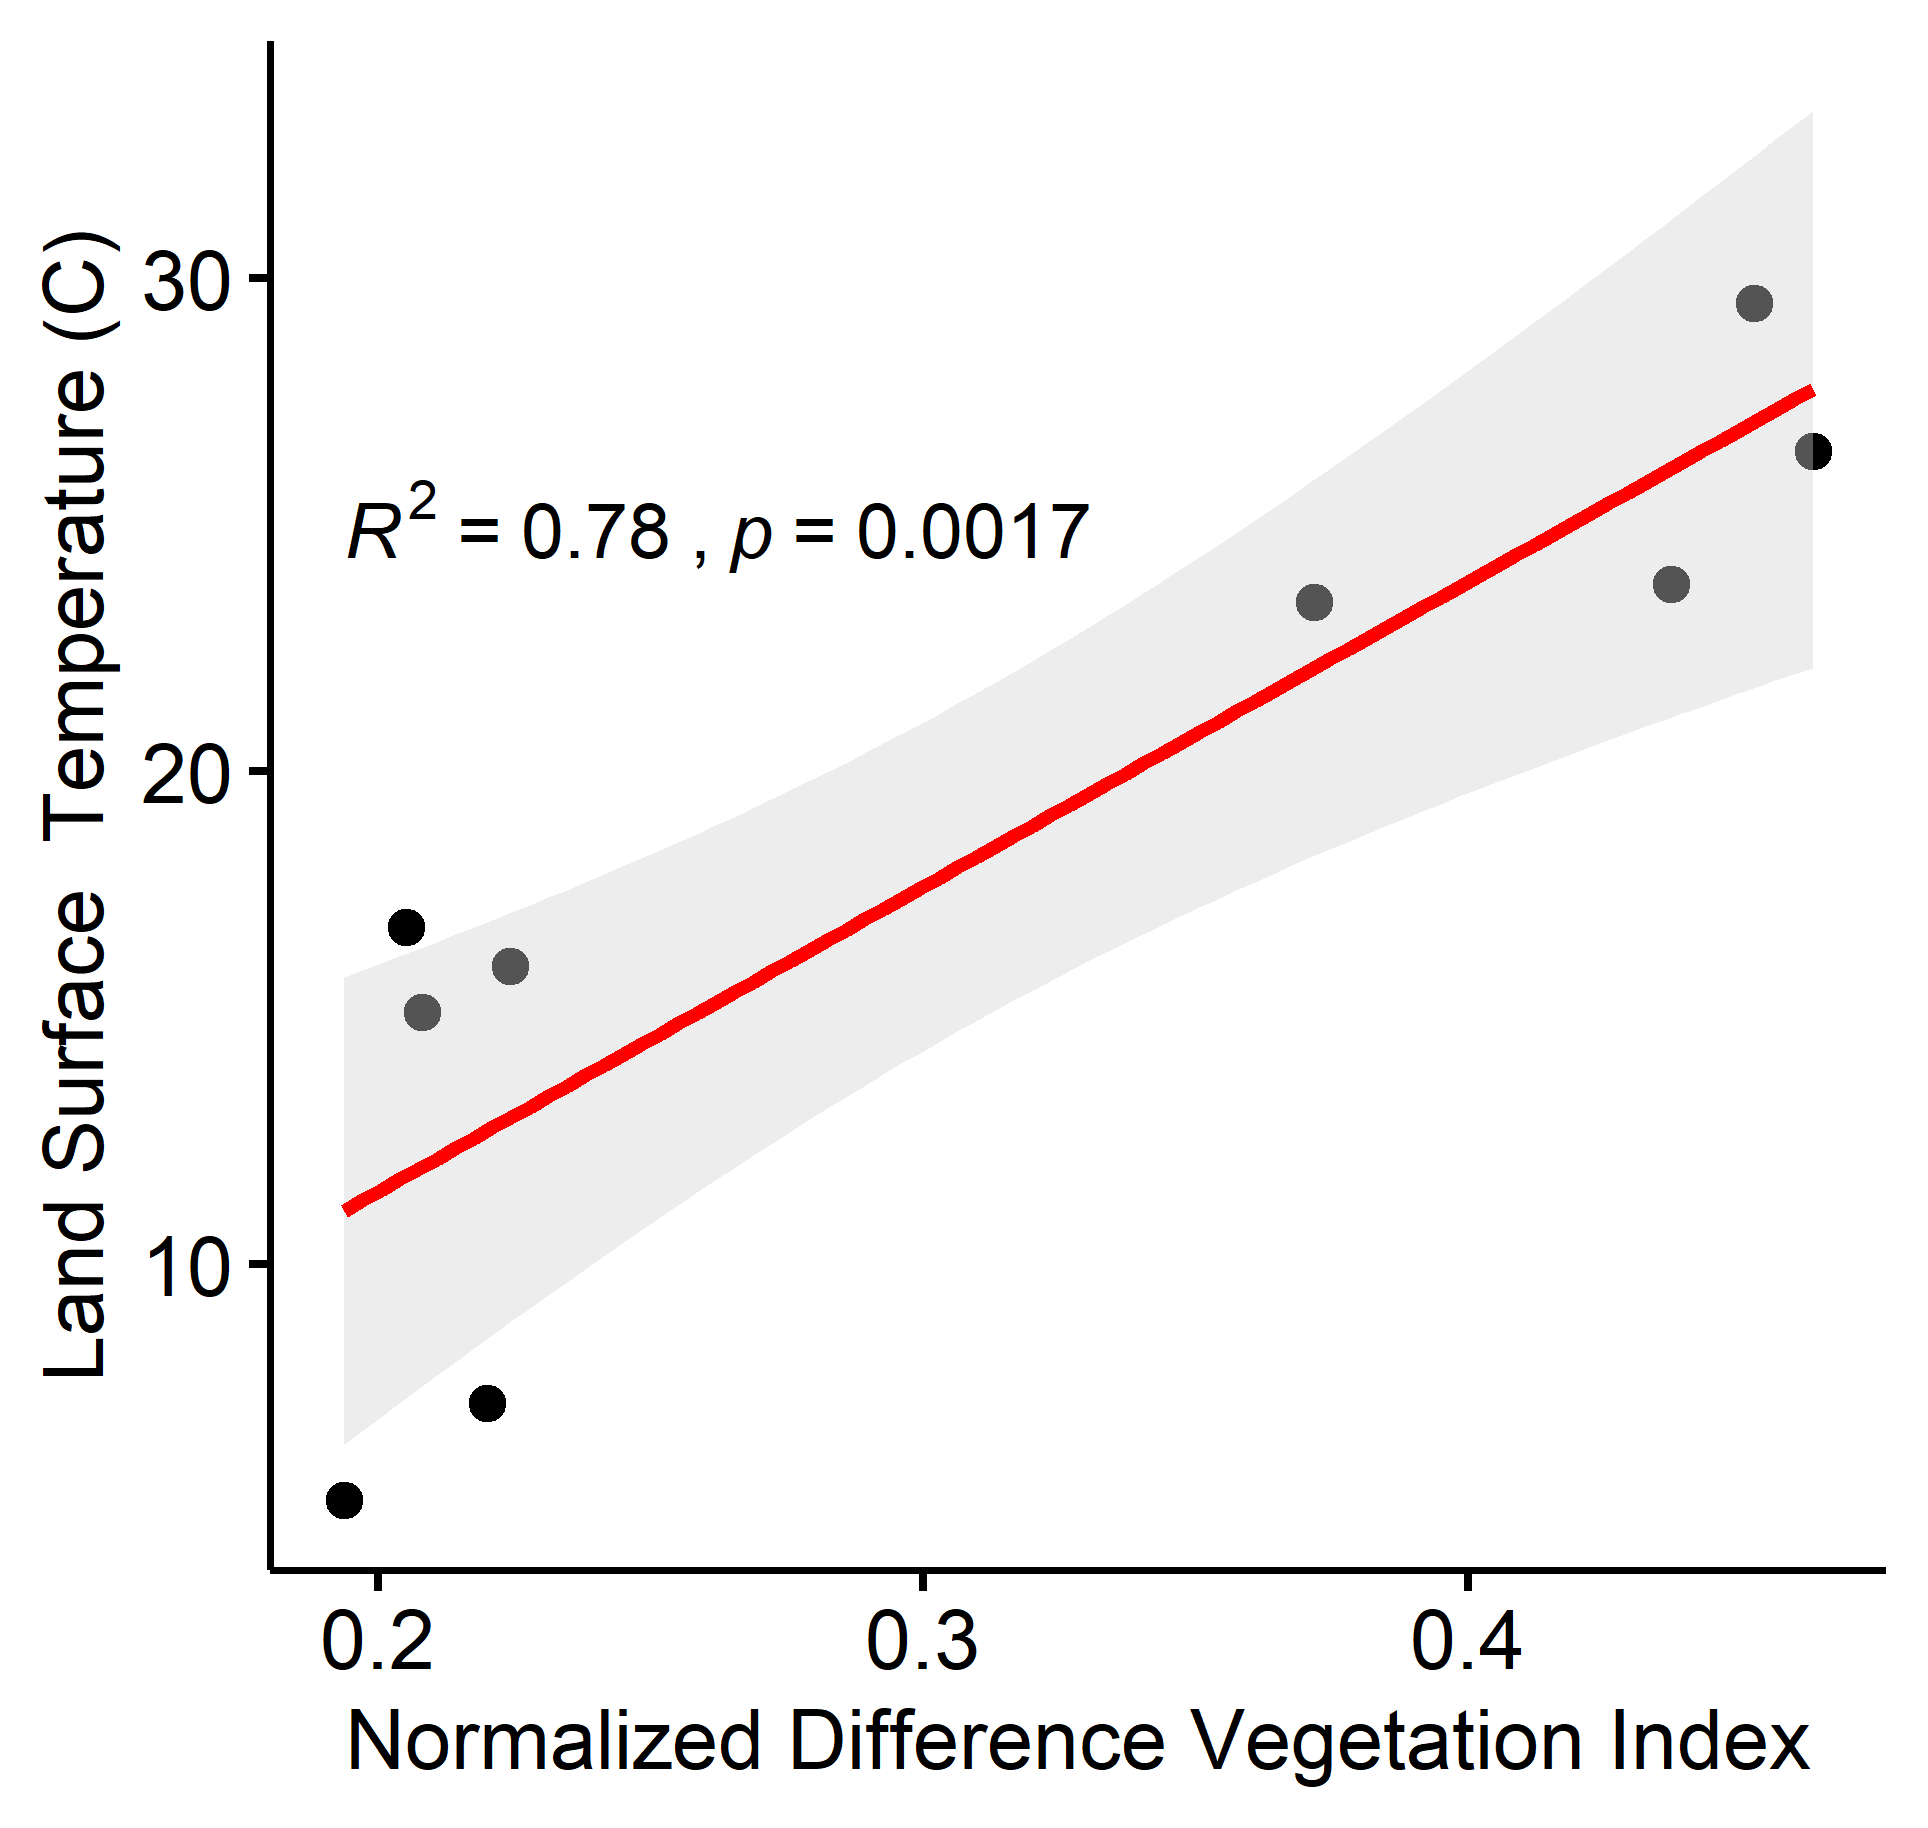 Land Surface Temperature (C)
30
20
10
R² = 0.78 , p = 0.0017
0.2 0.3 0.4
Normalized Difference Vegetation Index